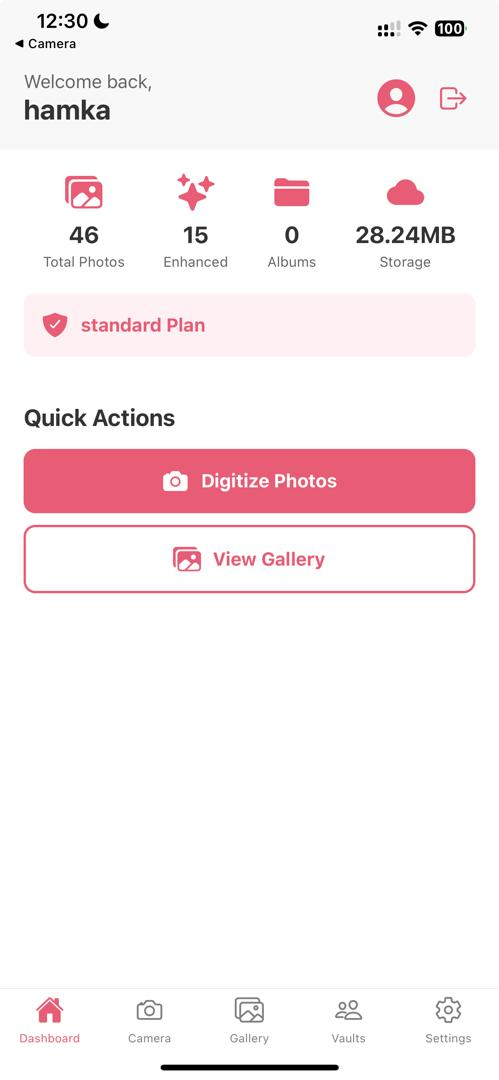 12:30
◀ Camera
100
Welcome back,
hamka
46
Total Photos
15
Enhanced
0
Albums
28.24MB
Storage
standard Plan
Quick Actions
Digitize Photos
View Gallery
Dashboard
Camera
Gallery
Vaults
Settings